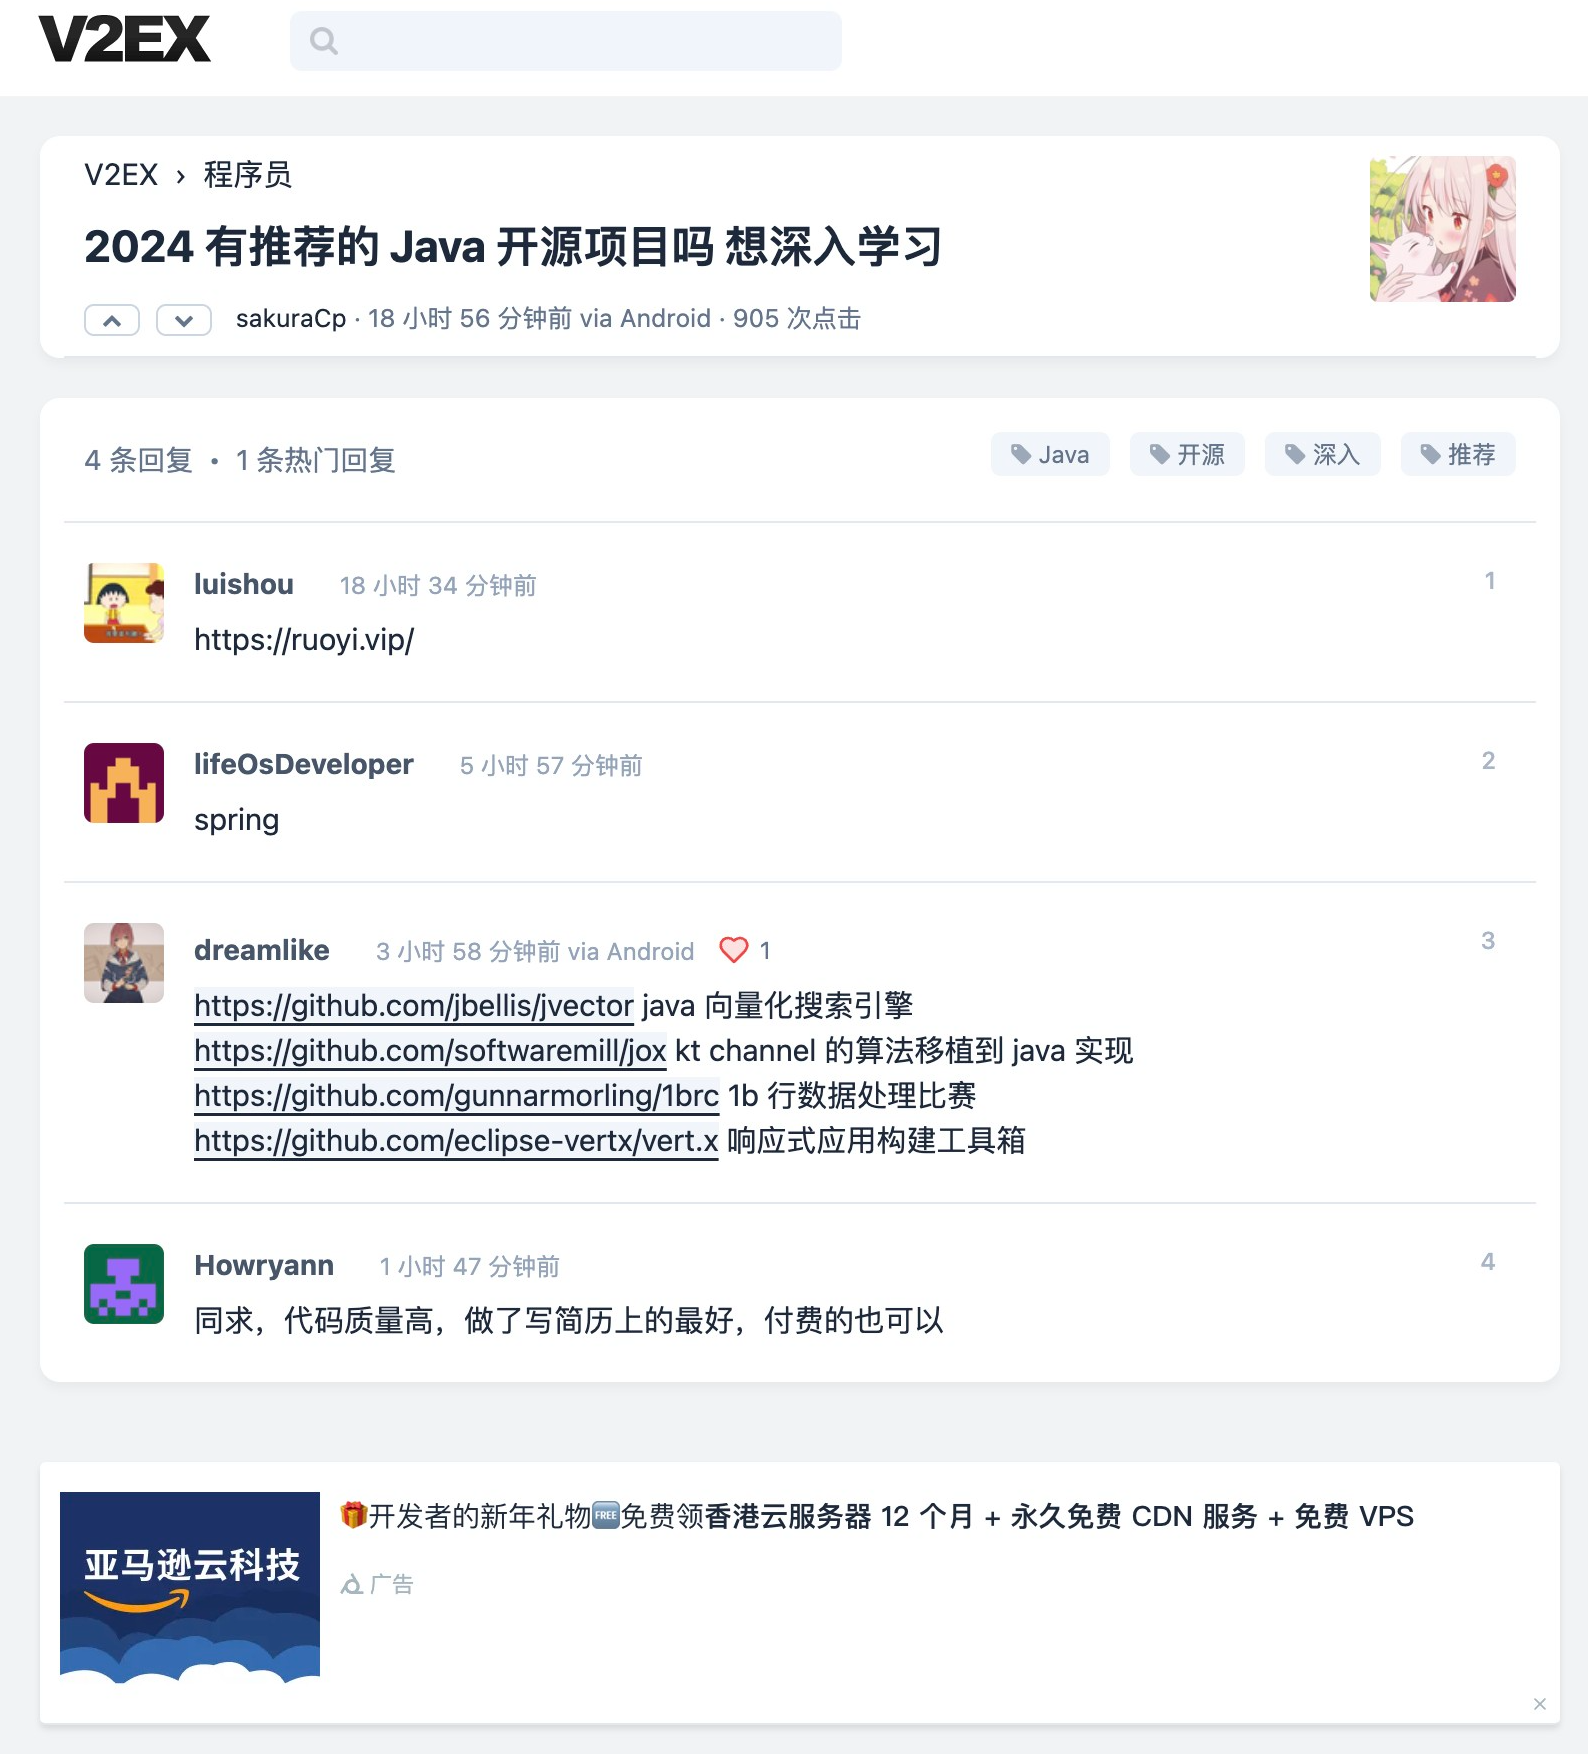 V2EX
V2EX › 程序员
2024 有推荐的 Java 开源项目吗 想深入学习
sakuraCp · 18 小时 56 分钟前 via Android · 905 次点击
4 条回复 • 1 条热门回复
Java
开源
深入
推荐
luishou 18 小时 34 分钟前 1
https://ruoyi.vip/
lifeOsDeveloper 5 小时 57 分钟前 2
spring
dreamlike 3 小时 58 分钟前 via Android 1 3
https://github.com/jbellis/jvector java 向量化搜索引擎
https://github.com/softwaremill/jox kt channel 的算法移植到 java 实现
https://github.com/gunnarmorling/1brc 1b 行数据处理比赛
https://github.com/eclipse-vertx/vert.x 响应式应用构建工具箱
Howryann 1 小时 47 分钟前 4
同求，代码质量高，做了写简历上的最好，付费的也可以
亚马逊云科技
🎁开发者的新年礼物🆓免费领香港云服务器 12 个月 + 永久免费 CDN 服务 + 免费 VPS
广告